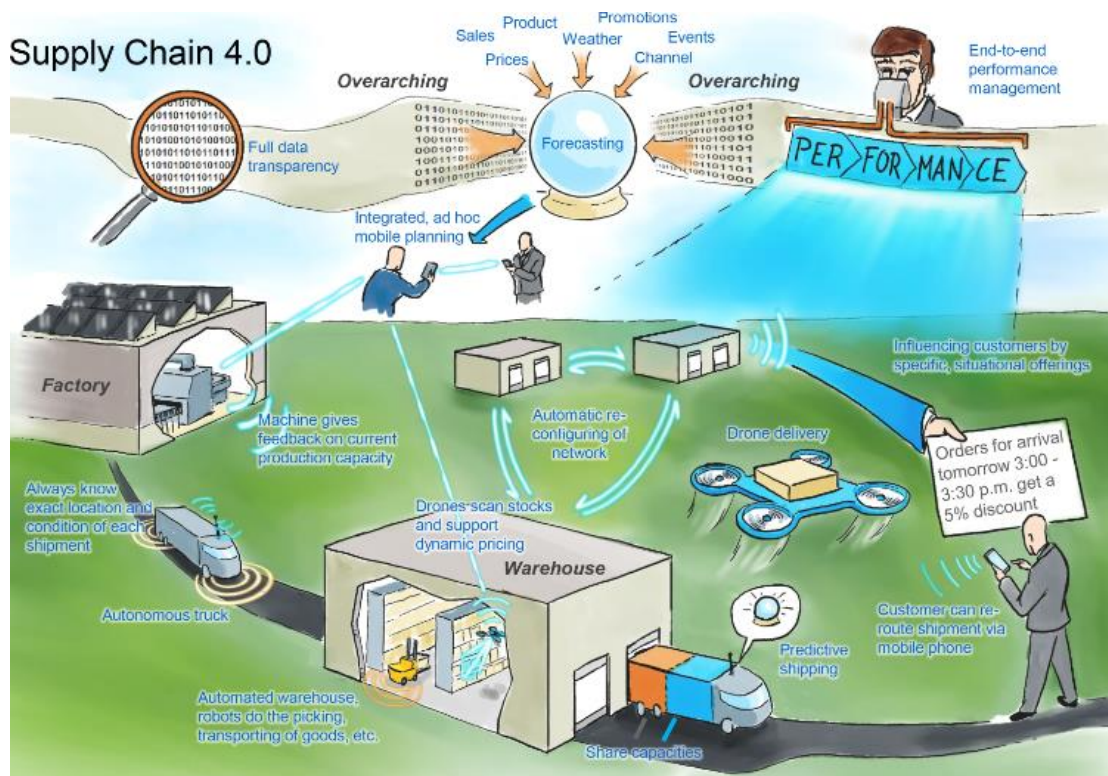 Supply Chain 4.0
Sales
Product
Promotions
Prices
Weather
Events
Channel
Overarching
Overarching
Forecasting
End-to-end
performance
management
Full data
transparency
PER FOR MAN CE
Integrated, ad hoc
mobile planning
Factory
Machine gives
feedback on current
production capacity
Influencing customers by
specific, situational offerings
Automatic re-
configuring of
network
Drone delivery
Orders for arrival
tomorrow 3:00 -
3:30 p.m. get a
5% discount
Always know
exact location and
condition of each
shipment
Drones scan stocks
and support
dynamic pricing
Warehouse
Autonomous truck
Customer can re-
route shipment via
mobile phone
Predictive
shipping
Automated warehouse,
robots do the picking,
transporting of goods, etc.
Share capacities